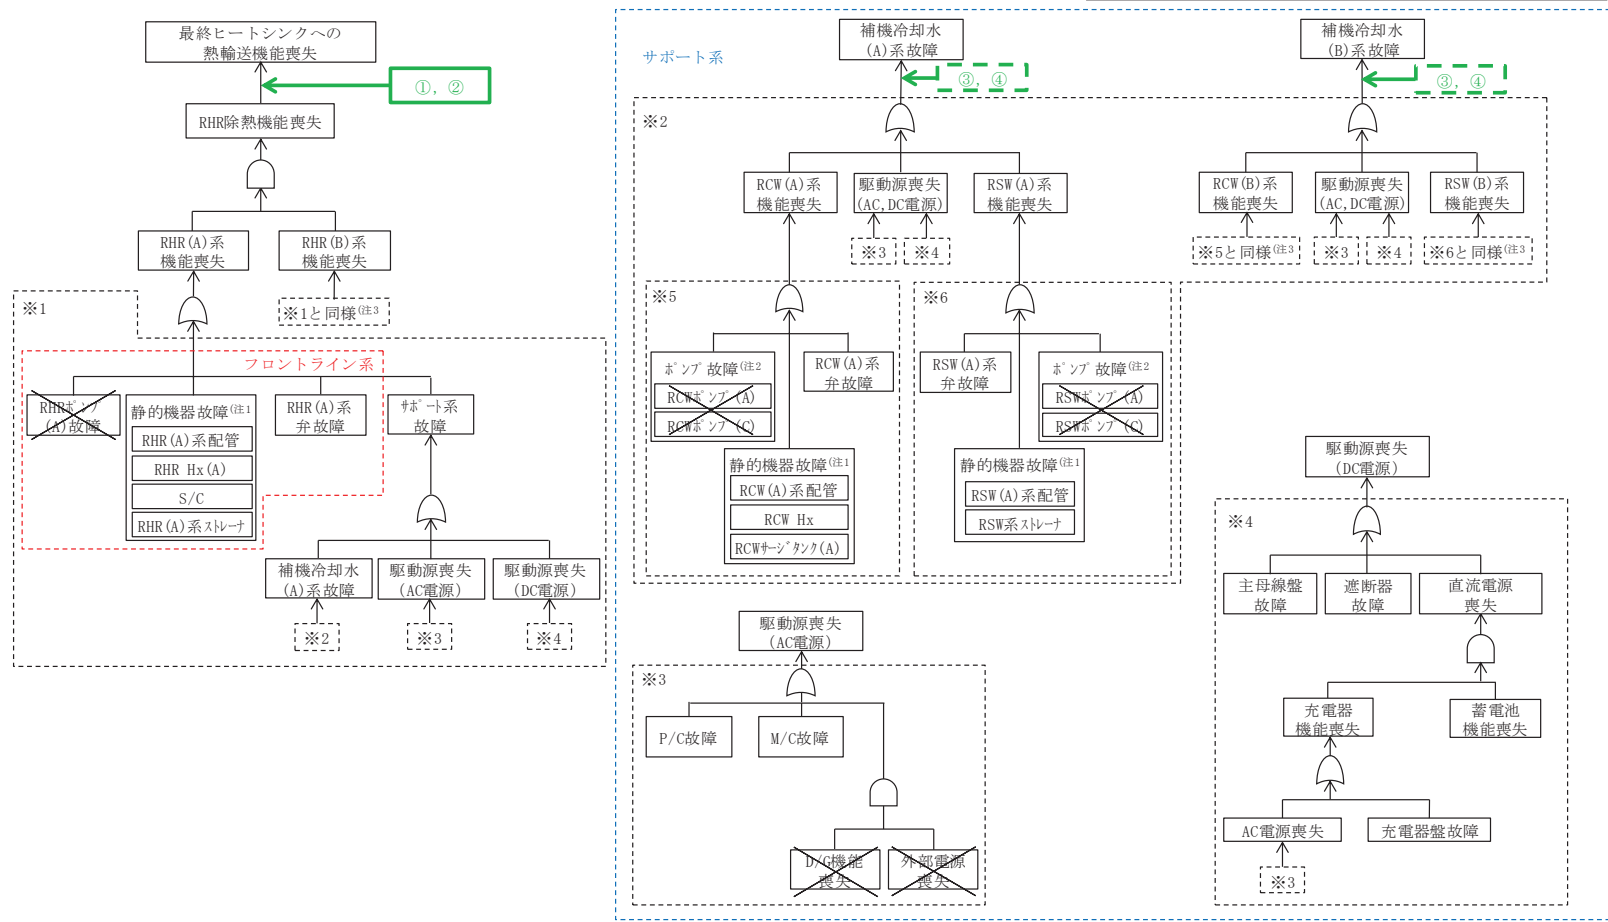 最終ヒートシンクへの
熱輸送機能喪失
①, ②
RHR除熱機能喪失
RHR(A)系
機能喪失
RHR(B)系
機能喪失
※1
※1と同様(注3
フロントライン系
RHRポンプ
(A)故障
静的機器故障(注1
RHR(A)系配管
RHR Hx(A)
S/C
RHR(A)系ストレーナ
RHR(A)系
弁故障
サポート系
故障
補機冷却水
(A)系故障
駆動源喪失
(AC電源)
駆動源喪失
(DC電源)
※2
※3
※4
サポート系
補機冷却水
(A)系故障
③, ④
補機冷却水
(B)系故障
③, ④
※2
RCW(A)系
機能喪失
駆動源喪失
(AC,DC電源)
RSW(A)系
機能喪失
※3
※4
RCW(B)系
機能喪失
駆動源喪失
(AC,DC電源)
RSW(B)系
機能喪失
※5と同様(注3
※3
※4
※6と同様(注3
※5
ポンプ故障(注2
RCWポンプ(A)
RCWポンプ(C)
RCW(A)系
弁故障
静的機器故障(注1
RCW(A)系配管
RCW Hx
RCWサージタンク(A)
※6
RSW(A)系
弁故障
ポンプ故障(注2
RSWポンプ(A)
RSWポンプ(C)
静的機器故障(注1
RSW(A)系配管
RSW系ストレーナ
駆動源喪失
(AC電源)
※3
P/C故障
M/C故障
D/G機能
喪失
外部電源
喪失
駆動源喪失
(DC電源)
※4
主母線盤
故障
遮断器
故障
直流電源
喪失
充電器
機能喪失
蓄電池
機能喪失
AC電源喪失
充電器盤故障
※3